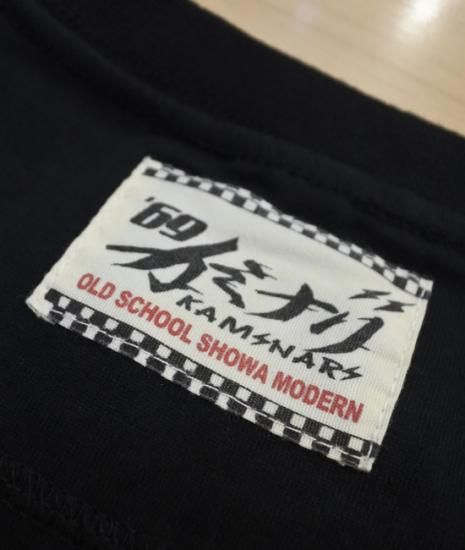 '69
カミナリ
KAMINARI
OLD SCHOOL SHOWA MODERN